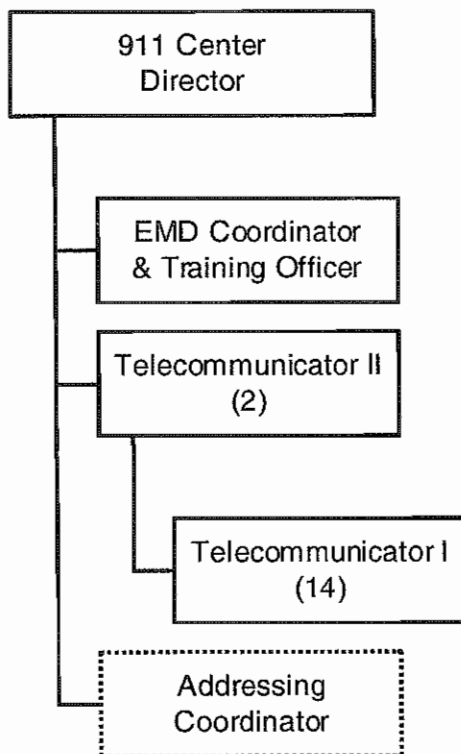 911 Center
Director
EMD Coordinator
& Training Officer
Telecommunicator II
(2)
Telecommunicator I
(14)
Addressing
Coordinator